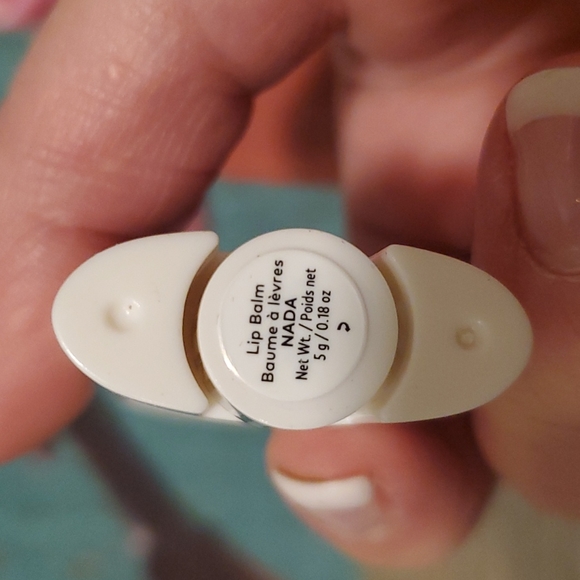 Lip Balm
Baume à lèvres
NADA
Net Wt. / Poids net
5 g / 0.18 oz